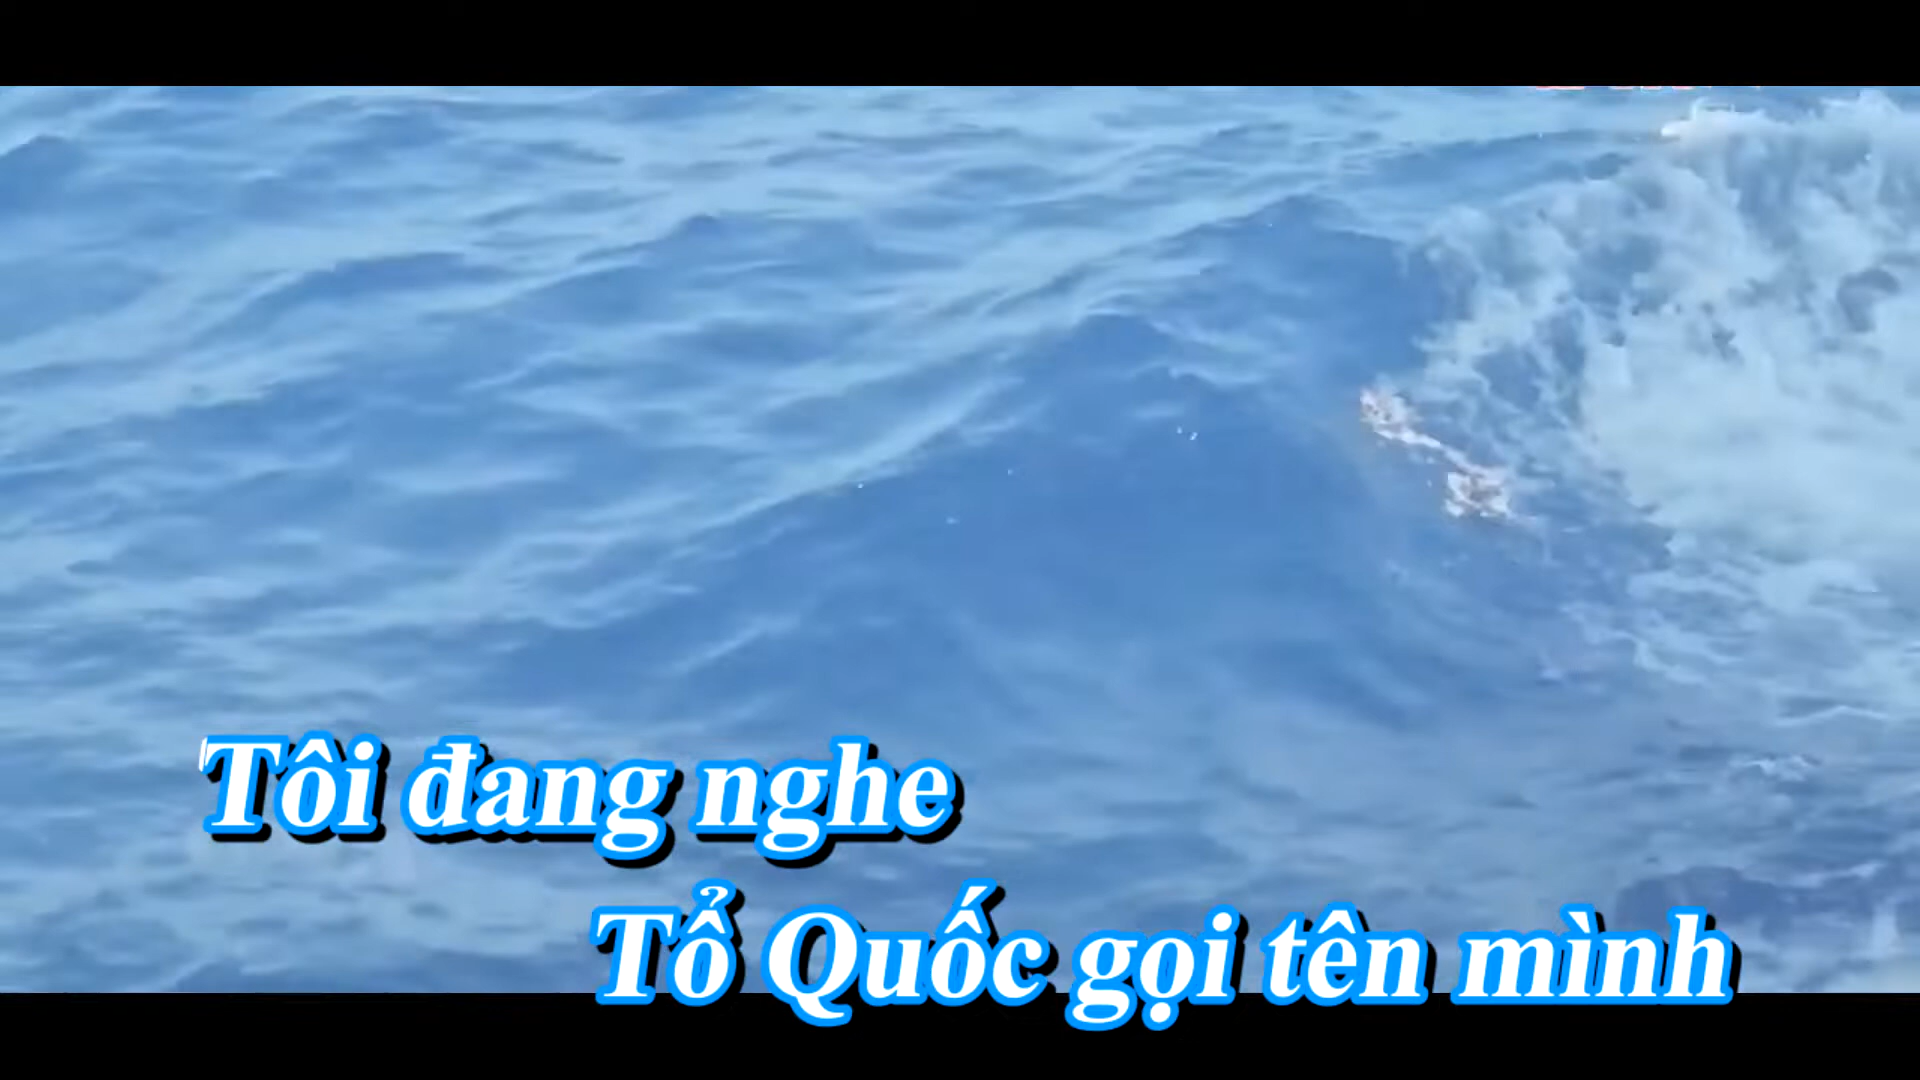 Tôi đang nghe
Tổ Quốc gọi tên mình